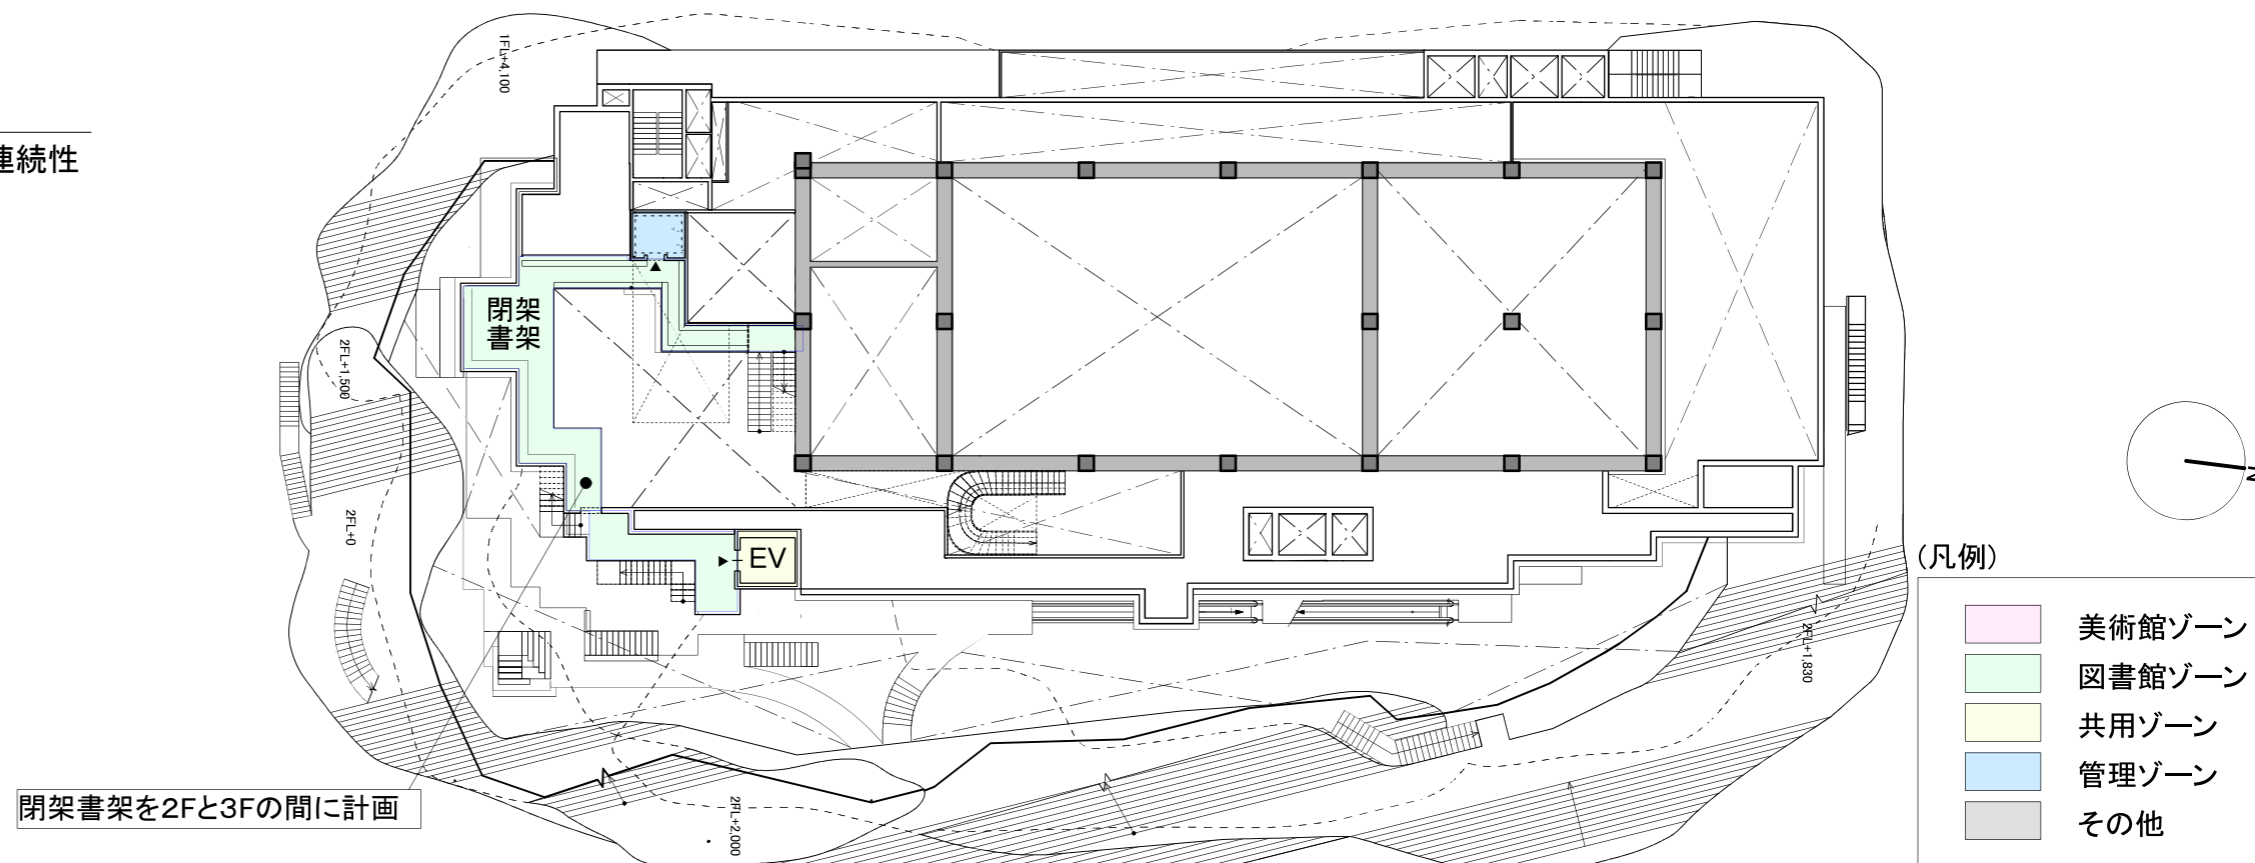 連続性
1FL+4,100
閉架
書架
2FL+1,500
2FL+0
EV
2FL+1,830
2FL+2,000
閉架書架を2Fと3Fの間に計画
(凡例)
美術館ゾーン
図書館ゾーン
共用ゾーン
管理ゾーン
その他